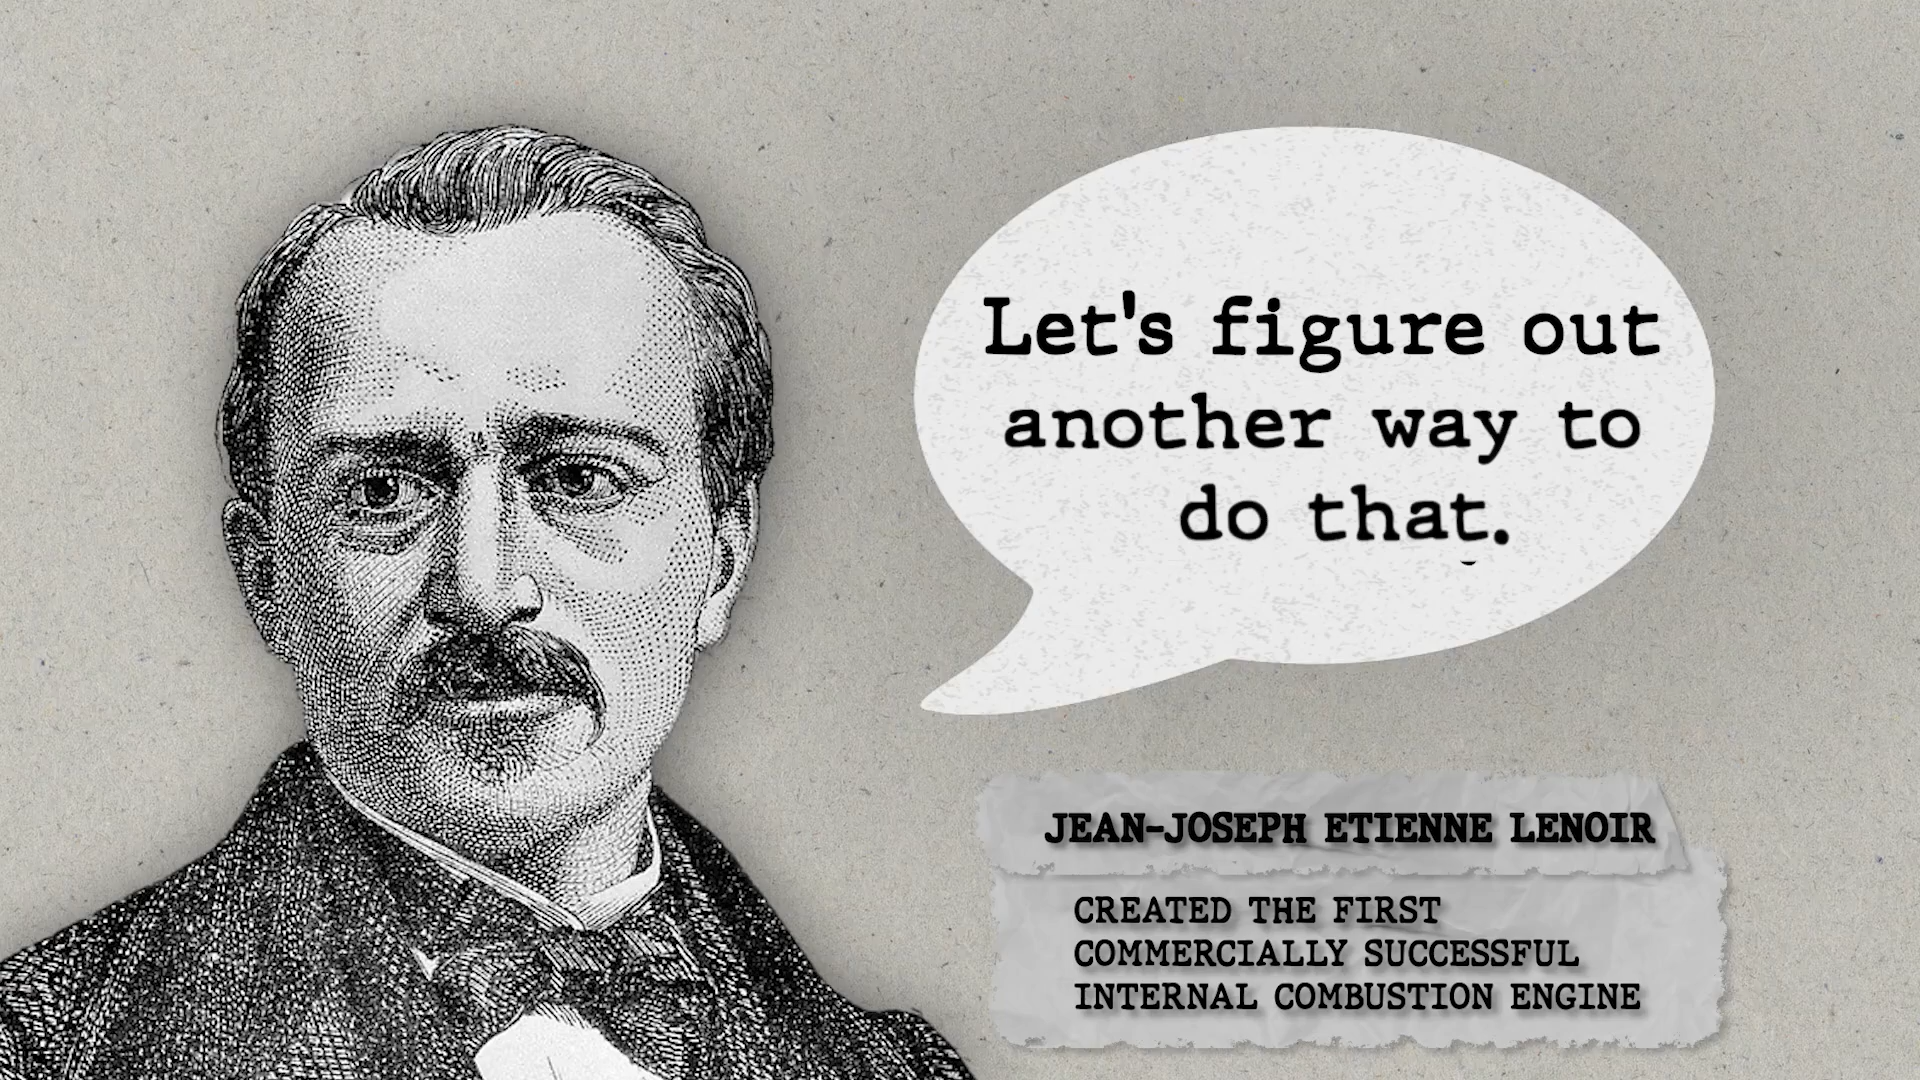 Let's figure out
another way to
do that.
JEAN-JOSEPH ETIENNE LENOIR
CREATED THE FIRST
COMMERCIALLY SUCCESSFUL
INTERNAL COMBUSTION ENGINE